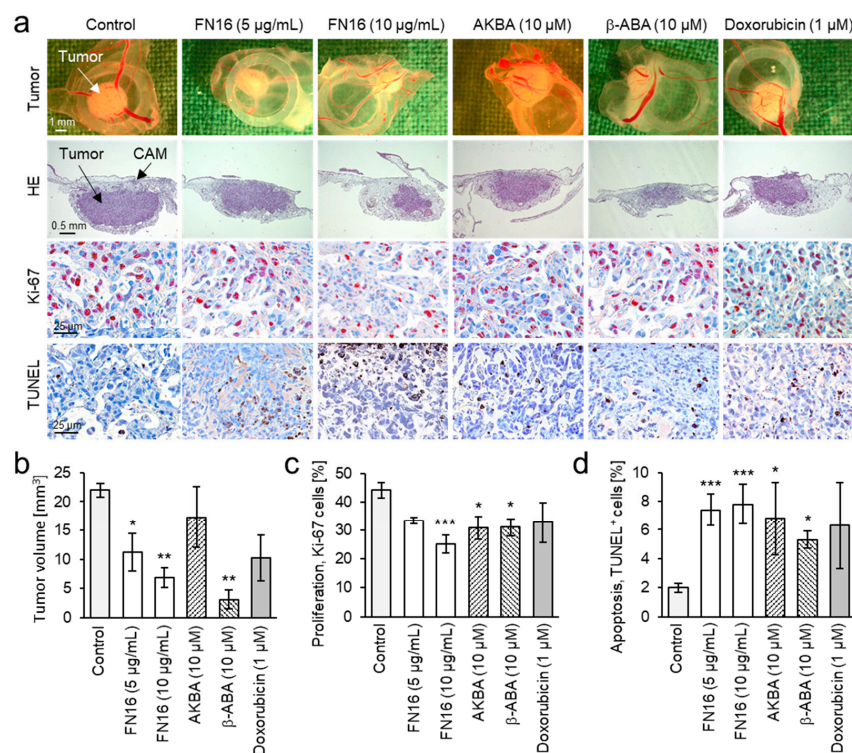 a
Control FN16 (5 µg/mL) FN16 (10 µg/mL) AKBA (10 µM) β-ABA (10 µM) Doxorubicin (1 µM)
Tumor
Tumor
1 mm
HE
Tumor CAM
0.5 mm
Ki-67
25 µm
TUNEL
25 µm
b
Tumor volume [mm³]
25
20
15
10
5
0
*
**
**
Control
FN16 (5 µg/mL)
FN16 (10 µg/mL)
AKBA (10 µM)
β-ABA (10 µM)
Doxorubicin (1 µM)
c
Proliferation, Ki-67 cells [%]
50
40
30
20
10
0
***
*
*
Control
FN16 (5 µg/mL)
FN16 (10 µg/mL)
AKBA (10 µM)
β-ABA (10 µM)
Doxorubicin (1 µM)
d
Apoptosis, TUNEL⁺ cells [%]
10
8
6
4
2
0
***
***
*
*
Control
FN16 (5 µg/mL)
FN16 (10 µg/mL)
AKBA (10 µM)
β-ABA (10 µM)
Doxorubicin (1 µM)